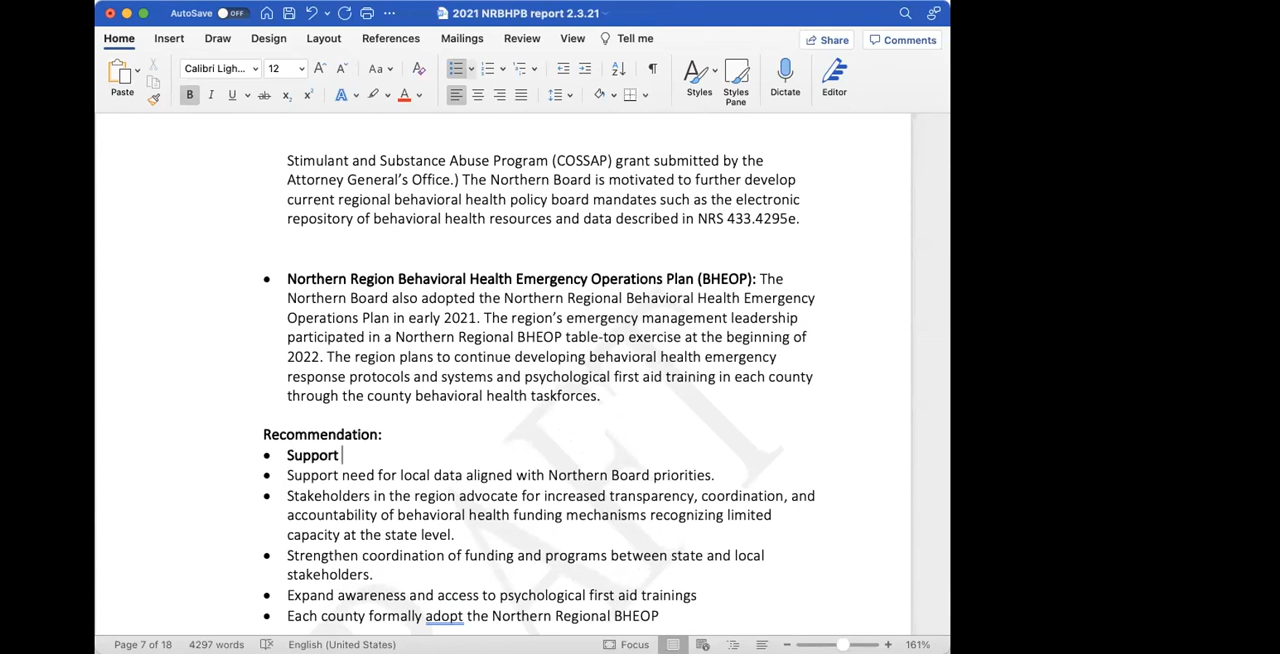 AutoSave OFF 2021 NRBHPB report 2.3.21
Home Insert Draw Design Layout References Mailings Review View Tell me Share Comments
Paste Calibri Ligh... 12 Aa Styles Styles Pane Dictate Editor
Stimulant and Substance Abuse Program (COSSAP) grant submitted by the
Attorney General's Office.) The Northern Board is motivated to further develop
current regional behavioral health policy board mandates such as the electronic
repository of behavioral health resources and data described in NRS 433.4295e.
• Northern Region Behavioral Health Emergency Operations Plan (BHEOP): The
Northern Board also adopted the Northern Regional Behavioral Health Emergency
Operations Plan in early 2021. The region's emergency management leadership
participated in a Northern Regional BHEOP table-top exercise at the beginning of
2022. The region plans to continue developing behavioral health emergency
response protocols and systems and psychological first aid training in each county
through the county behavioral health taskforces.
Recommendation:
• Support
• Support need for local data aligned with Northern Board priorities.
• Stakeholders in the region advocate for increased transparency, coordination, and
accountability of behavioral health funding mechanisms recognizing limited
capacity at the state level.
• Strengthen coordination of funding and programs between state and local
stakeholders.
• Expand awareness and access to psychological first aid trainings
• Each county formally adopt the Northern Regional BHEOP
DRAFT
Page 7 of 18 4297 words English (United States) Focus 161%